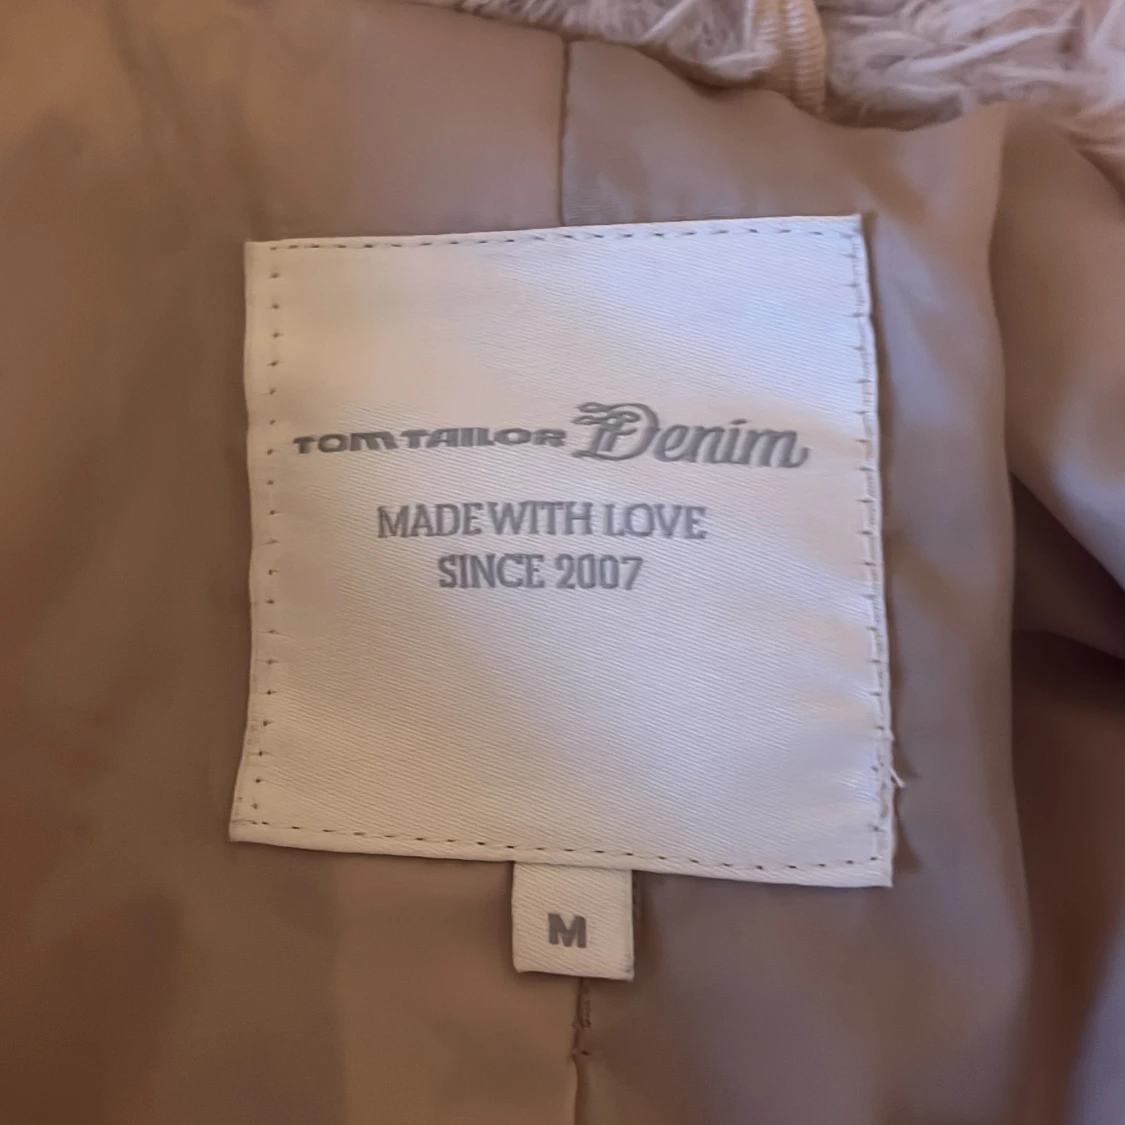 TOM TAILOR Denim
MADE WITH LOVE
SINCE 2007
M